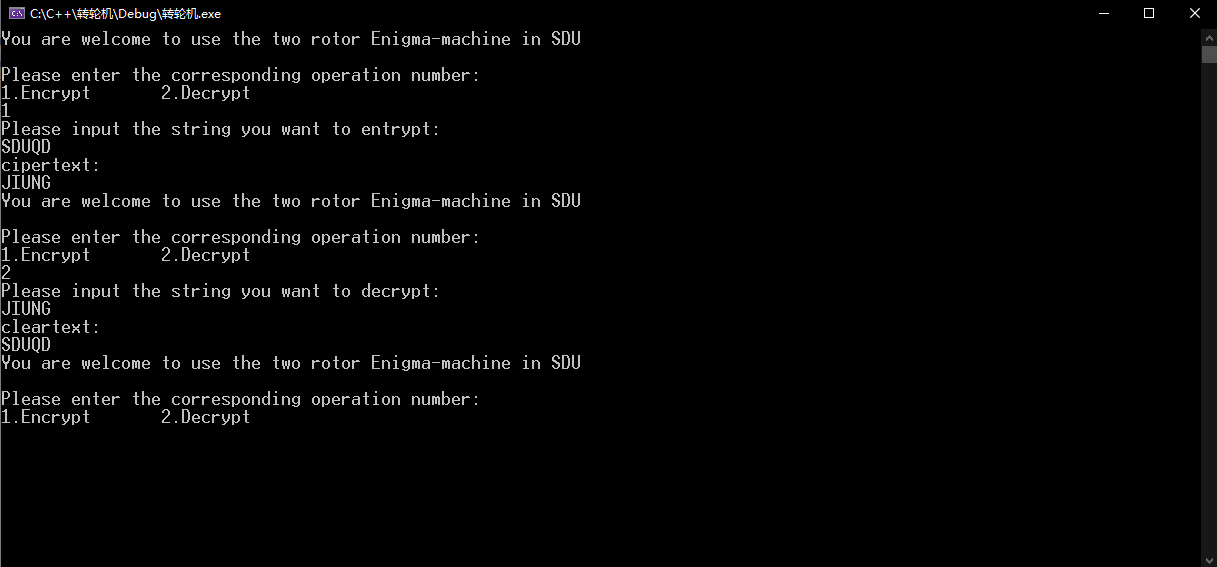 C:\C++\转轮机\Debug\转轮机.exe
You are welcome to use the two rotor Enigma-machine in SDU
Please enter the corresponding operation number:
1.Encrypt 2.Decrypt
1
Please input the string you want to entrypt:
SDUQD
cipertext:
JIUNG
You are welcome to use the two rotor Enigma-machine in SDU
Please enter the corresponding operation number:
1.Encrypt 2.Decrypt
2
Please input the string you want to decrypt:
JIUNG
cleartext:
SDUQD
You are welcome to use the two rotor Enigma-machine in SDU
Please enter the corresponding operation number:
1.Encrypt 2.Decrypt